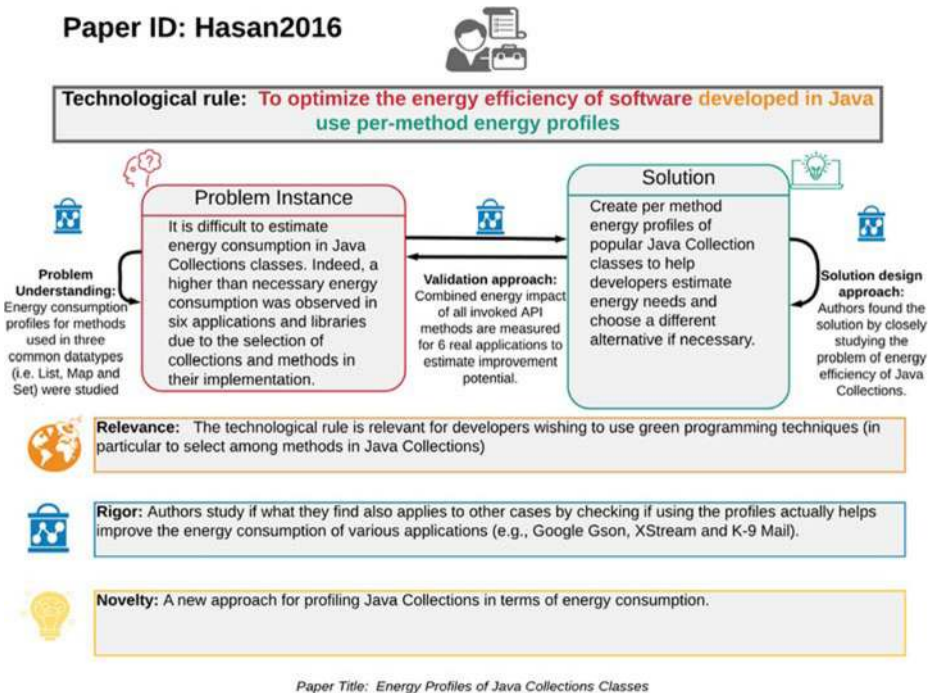 Paper ID: Hasan2016
Technological rule: To optimize the energy efficiency of software developed in Java
use per-method energy profiles
Problem
Understanding:
Energy consumption
profiles for methods
used in three
common datatypes
(i.e. List, Map and
Set) were studied
Problem Instance
It is difficult to estimate
energy consumption in Java
Collections classes. Indeed, a
higher than necessary energy
consumption was observed in
six applications and libraries
due to the selection of
collections and methods in
their implementation.
Validation approach:
Combined energy impact
of all invoked API
methods are measured
for 6 real applications to
estimate improvement
potential.
Solution
Create per method
energy profiles of
popular Java Collection
classes to help
developers estimate
energy needs and
choose a different
alternative if necessary.
Solution design
approach:
Authors found the
solution by closely
studying the
problem of energy
efficiency of Java
Collections.
Relevance: The technological rule is relevant for developers wishing to use green programming techniques (in
particular to select among methods in Java Collections)
Rigor: Authors study if what they find also applies to other cases by checking if using the profiles actually helps
improve the energy consumption of various applications (e.g., Google Gson, XStream and K-9 Mail).
Novelty: A new approach for profiling Java Collections in terms of energy consumption.
Paper Title: Energy Profiles of Java Collections Classes